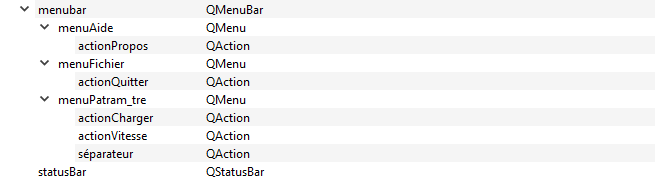 menubar QMenuBar
menuAide QMenu
actionPropos QAction
menuFichier QMenu
actionQuitter QAction
menuPatram_tre QMenu
actionCharger QAction
actionVitesse QAction
séparateur QAction
statusBar QStatusBar